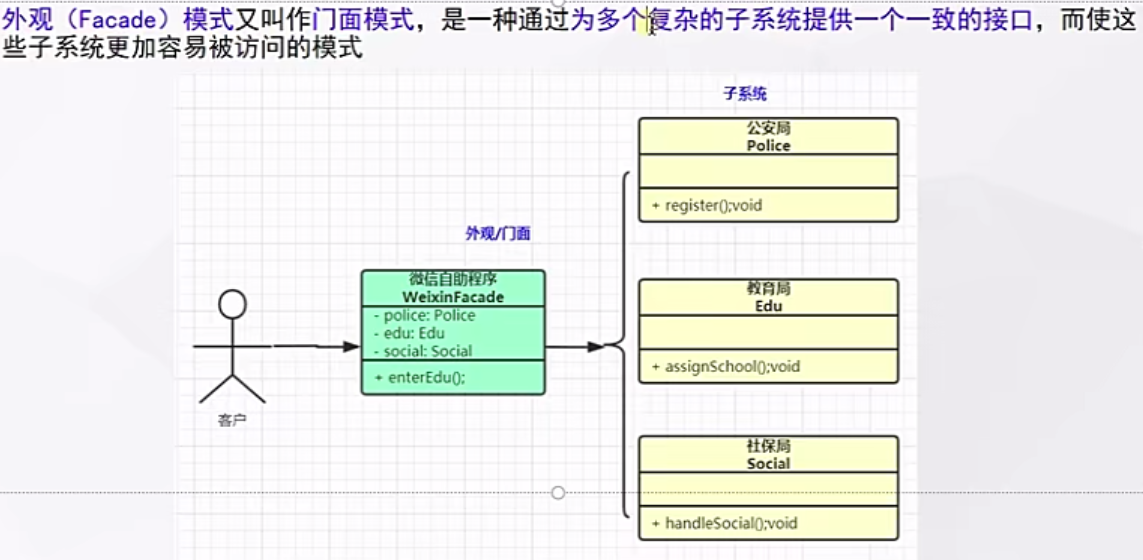 外观（Facade）模式又叫作门面模式，是一种通过为多个复杂的子系统提供一个一致的接口，而使这
些子系统更加容易被访问的模式
子系统
公安局
Police
+ register();void
外观/门面
微信自助程序
WeixinFacade
- police: Police
- edu: Edu
- social: Social
+ enterEdu();
客户
教育局
Edu
+ assignSchool();void
社保局
Social
+ handleSocial();void